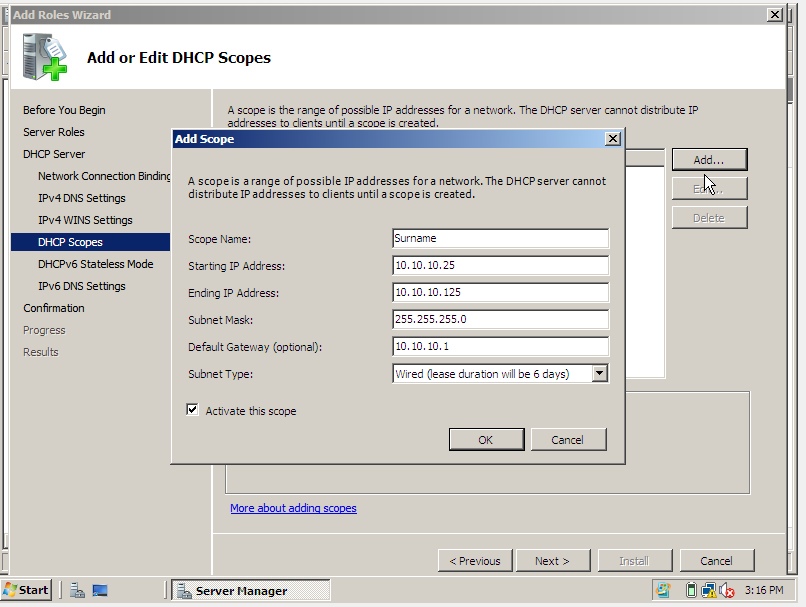 Add Roles Wizard
Add or Edit DHCP Scopes
Before You Begin
Server Roles
DHCP Server
Network Connection Binding
IPv4 DNS Settings
IPv4 WINS Settings
DHCP Scopes
DHCPv6 Stateless Mode
IPv6 DNS Settings
Confirmation
Progress
Results
A scope is the range of possible IP addresses for a network. The DHCP server cannot distribute IP
addresses to clients until a scope is created.
Add...
Delete
Add Scope
A scope is a range of possible IP addresses for a network. The DHCP server cannot
distribute IP addresses to clients until a scope is created.
Scope Name: Surname
Starting IP Address: 10.10.10.25
Ending IP Address: 10.10.10.125
Subnet Mask: 255.255.255.0
Default Gateway (optional): 10.10.10.1
Subnet Type: Wired (lease duration will be 6 days)
Activate this scope
OK Cancel
More about adding scopes
< Previous Next > Install Cancel
Start Server Manager 3:16 PM